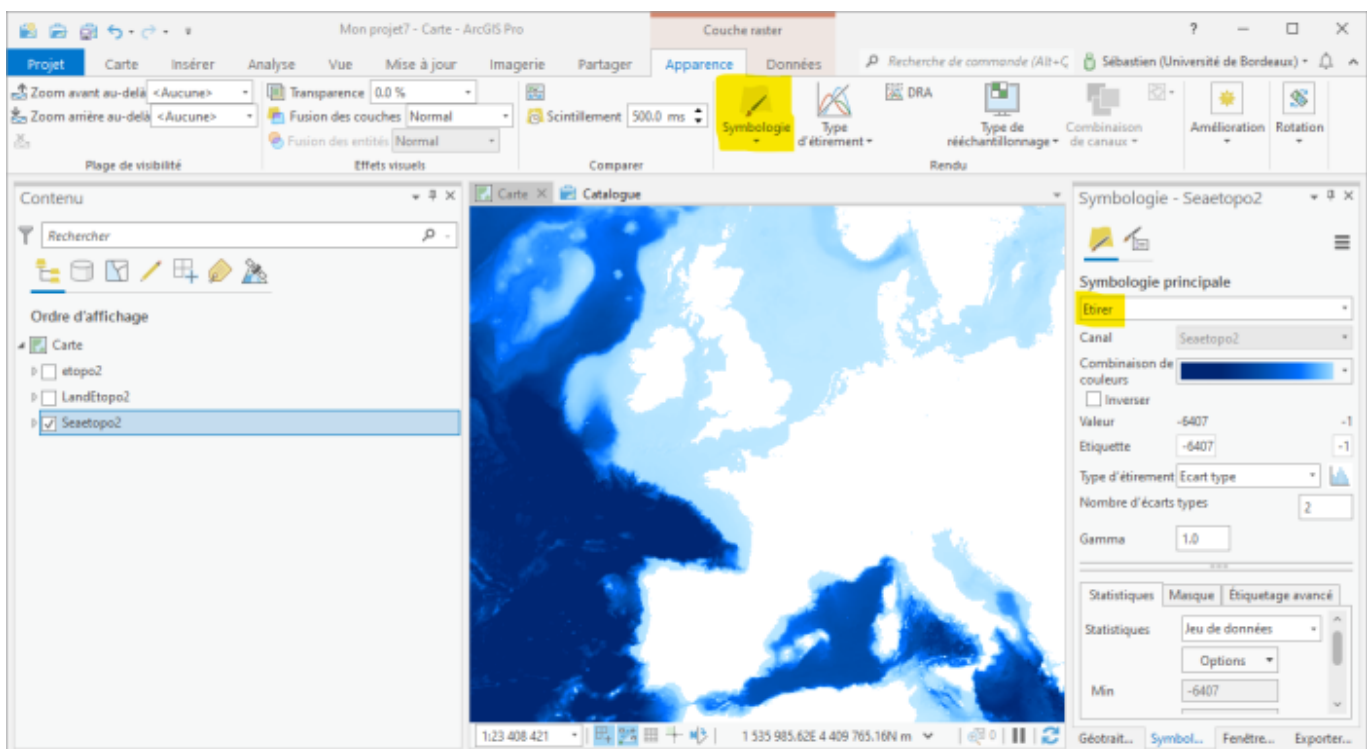 Mon projet7 - Carte - ArcGIS Pro
Couche raster
?
Projet Carte Insérer Analyse Vue Mise à jour Imagerie Partager Apparence Données Recherche de commande (Alt+Q Sébastien (Université de Bordeaux)
Zoom avant au-delà <Aucune> Transparence 0.0 % DRA
Zoom arrière au-delà <Aucune> Fusion des couches Normal Scintillement 500.0 ms
Fusion des entités Normal
Symbologie Type d'étirement Type de rééchantillonnage Combinaison de canaux Amélioration Rotation
Plage de visibilité Effets visuels Comparer Rendu
Contenu
Rechercher
Ordre d'affichage
Carte
etopo2
LandEtopo2
Seaetopo2
Carte Catalogue
1:23 408 421 1 535 985.62E 4 409 765.16N m 0
Symbologie - Seaetopo2
Symbologie principale
Etirer
Canal Seaetopo2
Combinaison de
couleurs
Inverser
Valeur -6407 -1
Etiquette -6407 -1
Type d'étirement Ecart type
Nombre d'écarts types 2
Gamma 1.0
Statistiques Masque Étiquetage avancé
Statistiques Jeu de données
Options
Min -6407
Géotrait... Symbol... Fenêtre... Exporter...